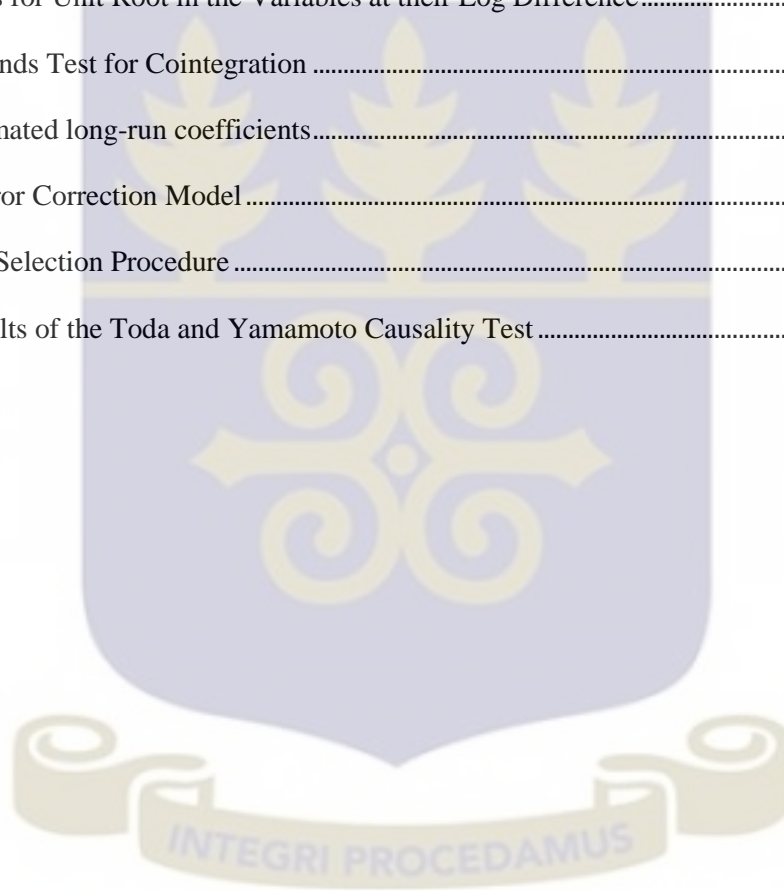 for Unit Root in the Variables at their Log Difference
nds Test for Cointegration
nated long-run coefficients
or Correction Model
Selection Procedure
lts of the Toda and Yamamoto Causality Test
INTEGRI PROCEDAMUS